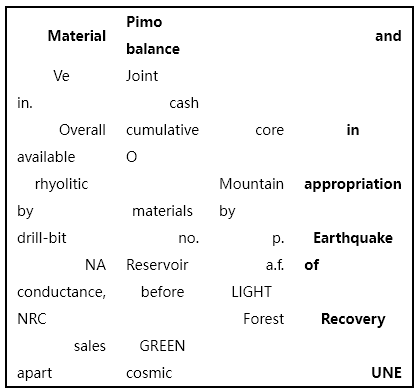 Material Pimo balance and
Ve Joint
in. cash
Overall cumulative core in
available O
rhyolitic Mountain appropriation
by materials by
drill-bit no. p. Earthquake
NA Reservoir a.f. of
conductance, before LIGHT
NRC Forest Recovery
sales GREEN
apart cosmic UNE